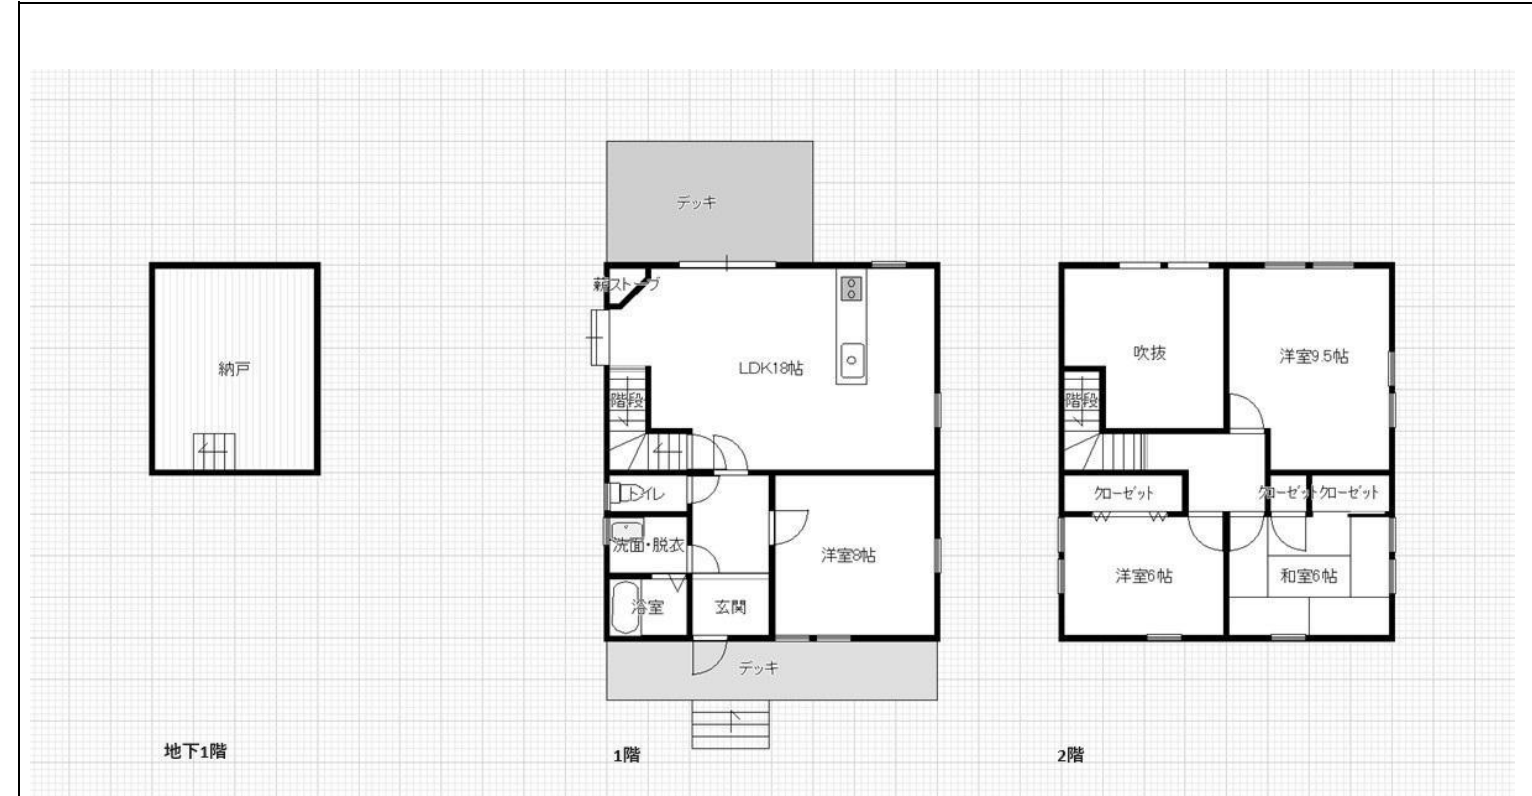 納戸
地下1階
デッキ
薪ストーブ
LDK18帖
階段
トイレ
洗面・脱衣
洋室8帖
浴室
玄関
デッキ
1階
吹抜
洋室9.5帖
階段
クローゼット
クローゼット
クローゼット
洋室6帖
和室6帖
2階